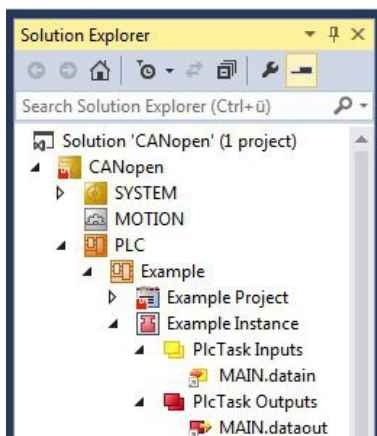 Solution Explorer
Search Solution Explorer (Ctrl+ü)
Solution 'CANopen' (1 project)
CANopen
SYSTEM
MOTION
PLC
Example
Example Project
Example Instance
PlcTask Inputs
MAIN.datain
PlcTask Outputs
MAIN.dataout